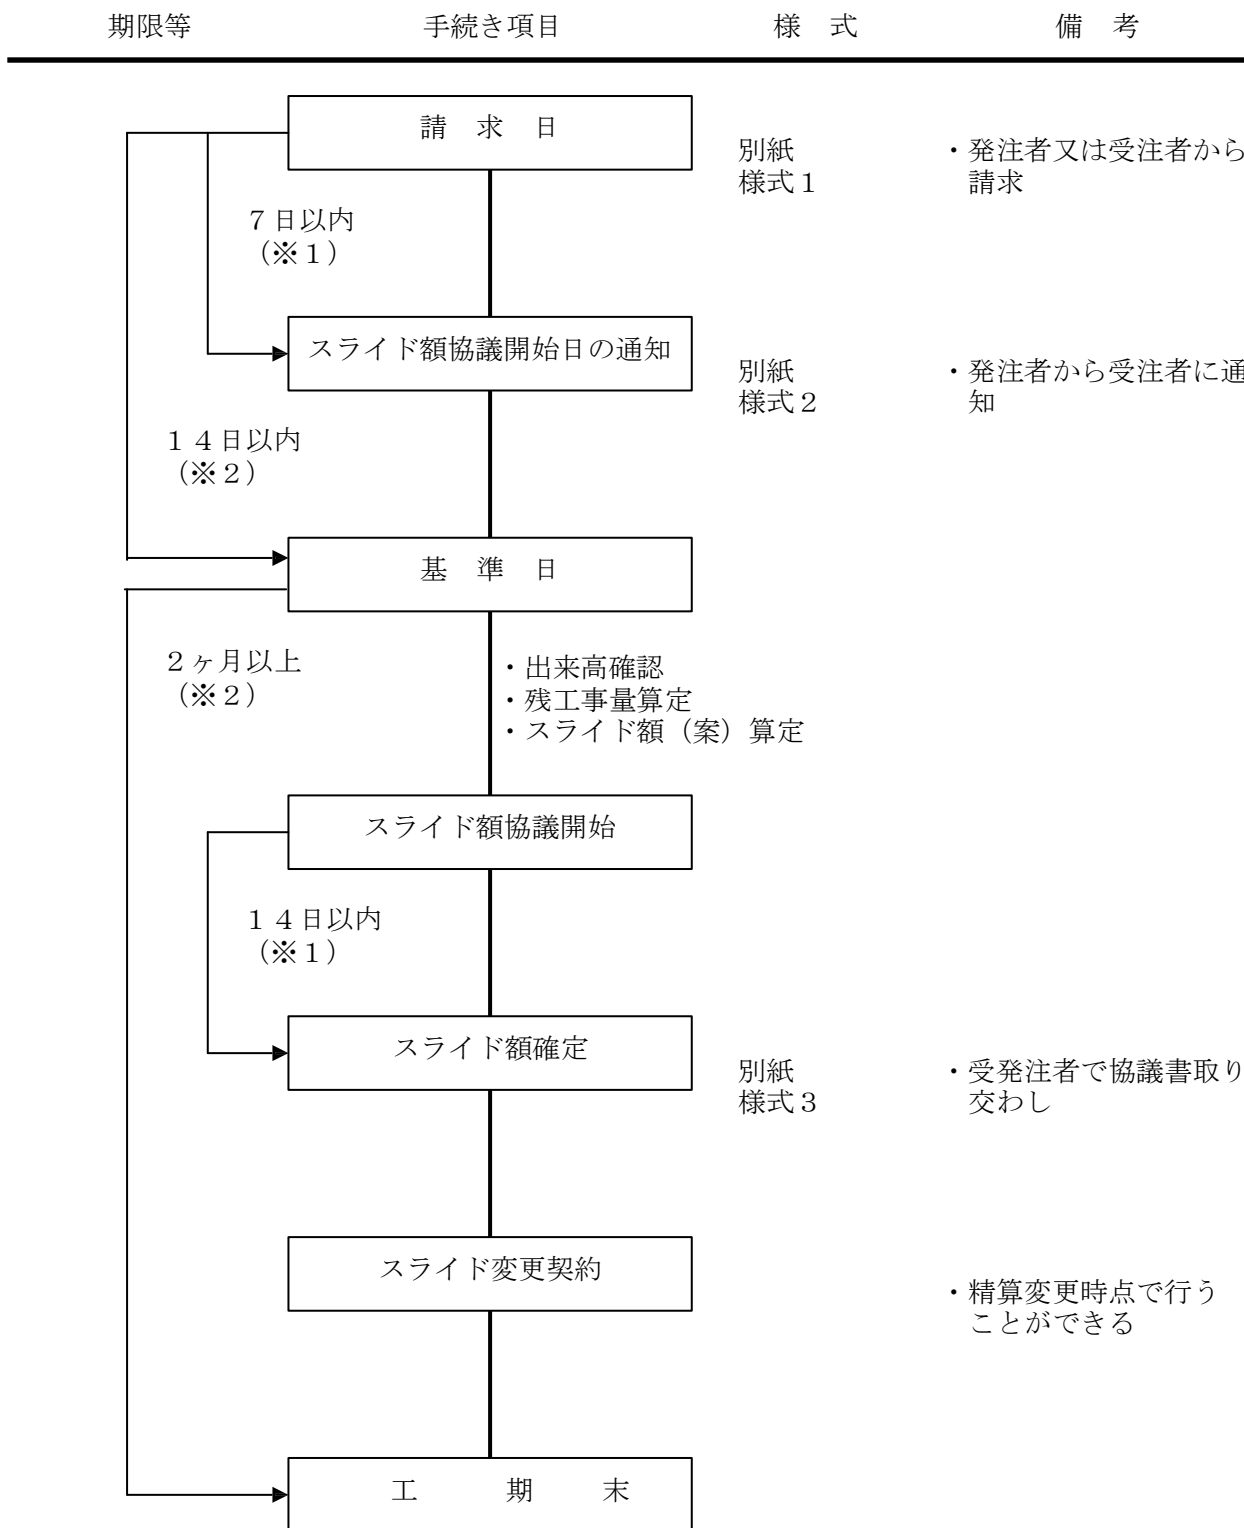 期限等
手続き項目
様　式
備　考
請　求　日
別紙
様式１
・発注者又は受注者から
請求
７日以内
（※１）
スライド額協議開始日の通知
別紙
様式２
・発注者から受注者に通
知
１４日以内
（※２）
基　準　日
２ヶ月以上
（※２）
・出来高確認
・残工事量算定
・スライド額（案）算定
スライド額協議開始
１４日以内
（※１）
スライド額確定
別紙
様式３
・受発注者で協議書取り
交わし
スライド変更契約
・精算変更時点で行う
ことができる
工　　期　　末